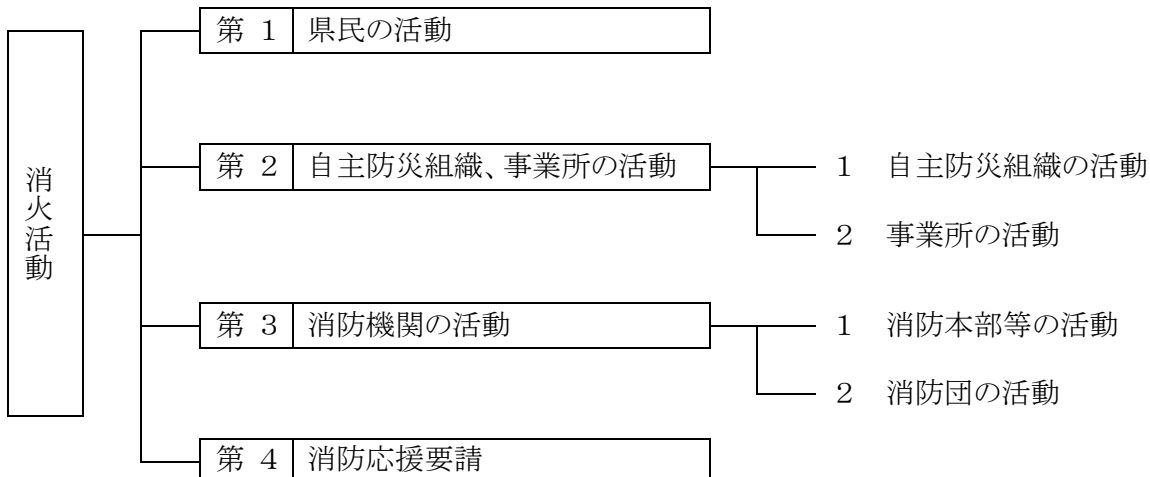 消火活動
第 1 県民の活動
第 2 自主防災組織、事業所の活動
1 自主防災組織の活動
2 事業所の活動
第 3 消防機関の活動
1 消防本部等の活動
2 消防団の活動
第 4 消防応援要請